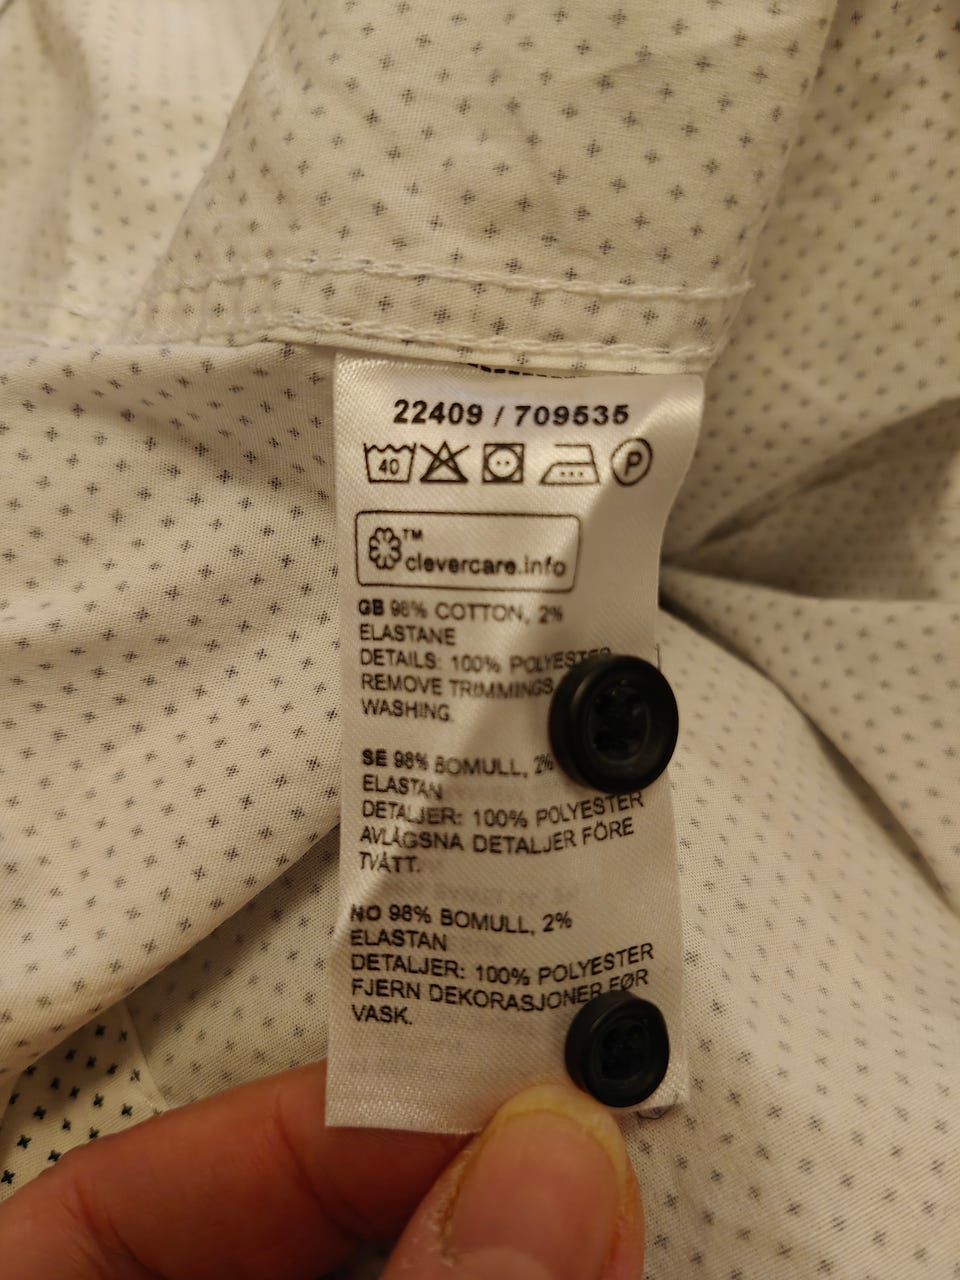 22409 / 709535
40 P
™
clevercare.info
GB 98% COTTON, 2%
ELASTANE
DETAILS: 100% POLYESTER
REMOVE TRIMMINGS
WASHING.
SE 98% BOMULL, 2%
ELASTAN
DETALJER: 100% POLYESTER
AVLÄGSNA DETALJER FÖRE
TVÄTT.
NO 98% BOMULL, 2%
ELASTAN
DETALJER: 100% POLYESTER
FJERN DEKORASJONER FØR
VASK.